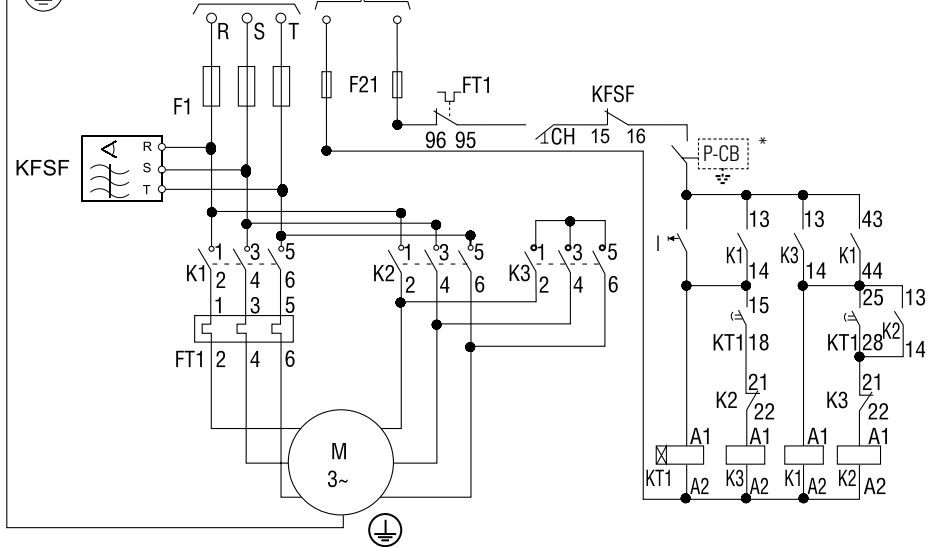 R S T
F1
F21
FT1
96 95
CH
KFSF
15 16
P-CB *
KFSF
R
S
T
K1
1 3 5
2 4 6
K2
1 3 5
2 4 6
K3
1 3 5
2 4 6
FT1
1 3 5
2 4 6
M
3~
I
13
K1
14
13
K3
14
43
K1
44
15
KT1 18
25
KT1 28
13
K2
14
21
K2
22
21
K3
22
A1
KT1
A2
A1
K3
A2
A1
K1
A2
A1
K2
A2